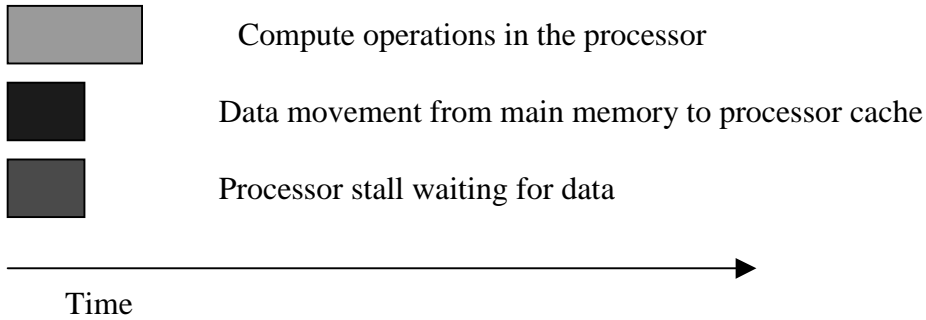 Compute operations in the processor
Data movement from main memory to processor cache
Processor stall waiting for data
Time